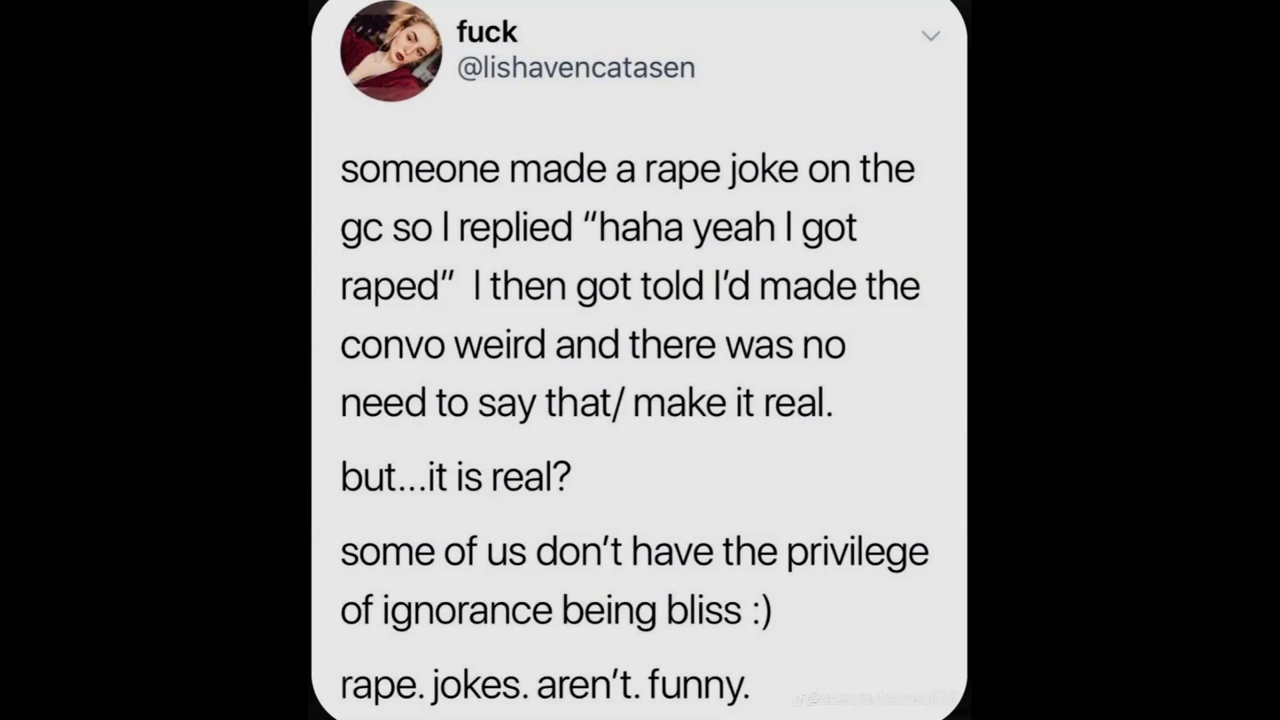 fuck
@lishavencatasen
someone made a rape joke on the
gc so I replied “haha yeah I got
raped”  I then got told I’d made the
convo weird and there was no
need to say that/ make it real.
but...it is real?
some of us don’t have the privilege
of ignorance being bliss :)
rape. jokes. aren’t. funny.